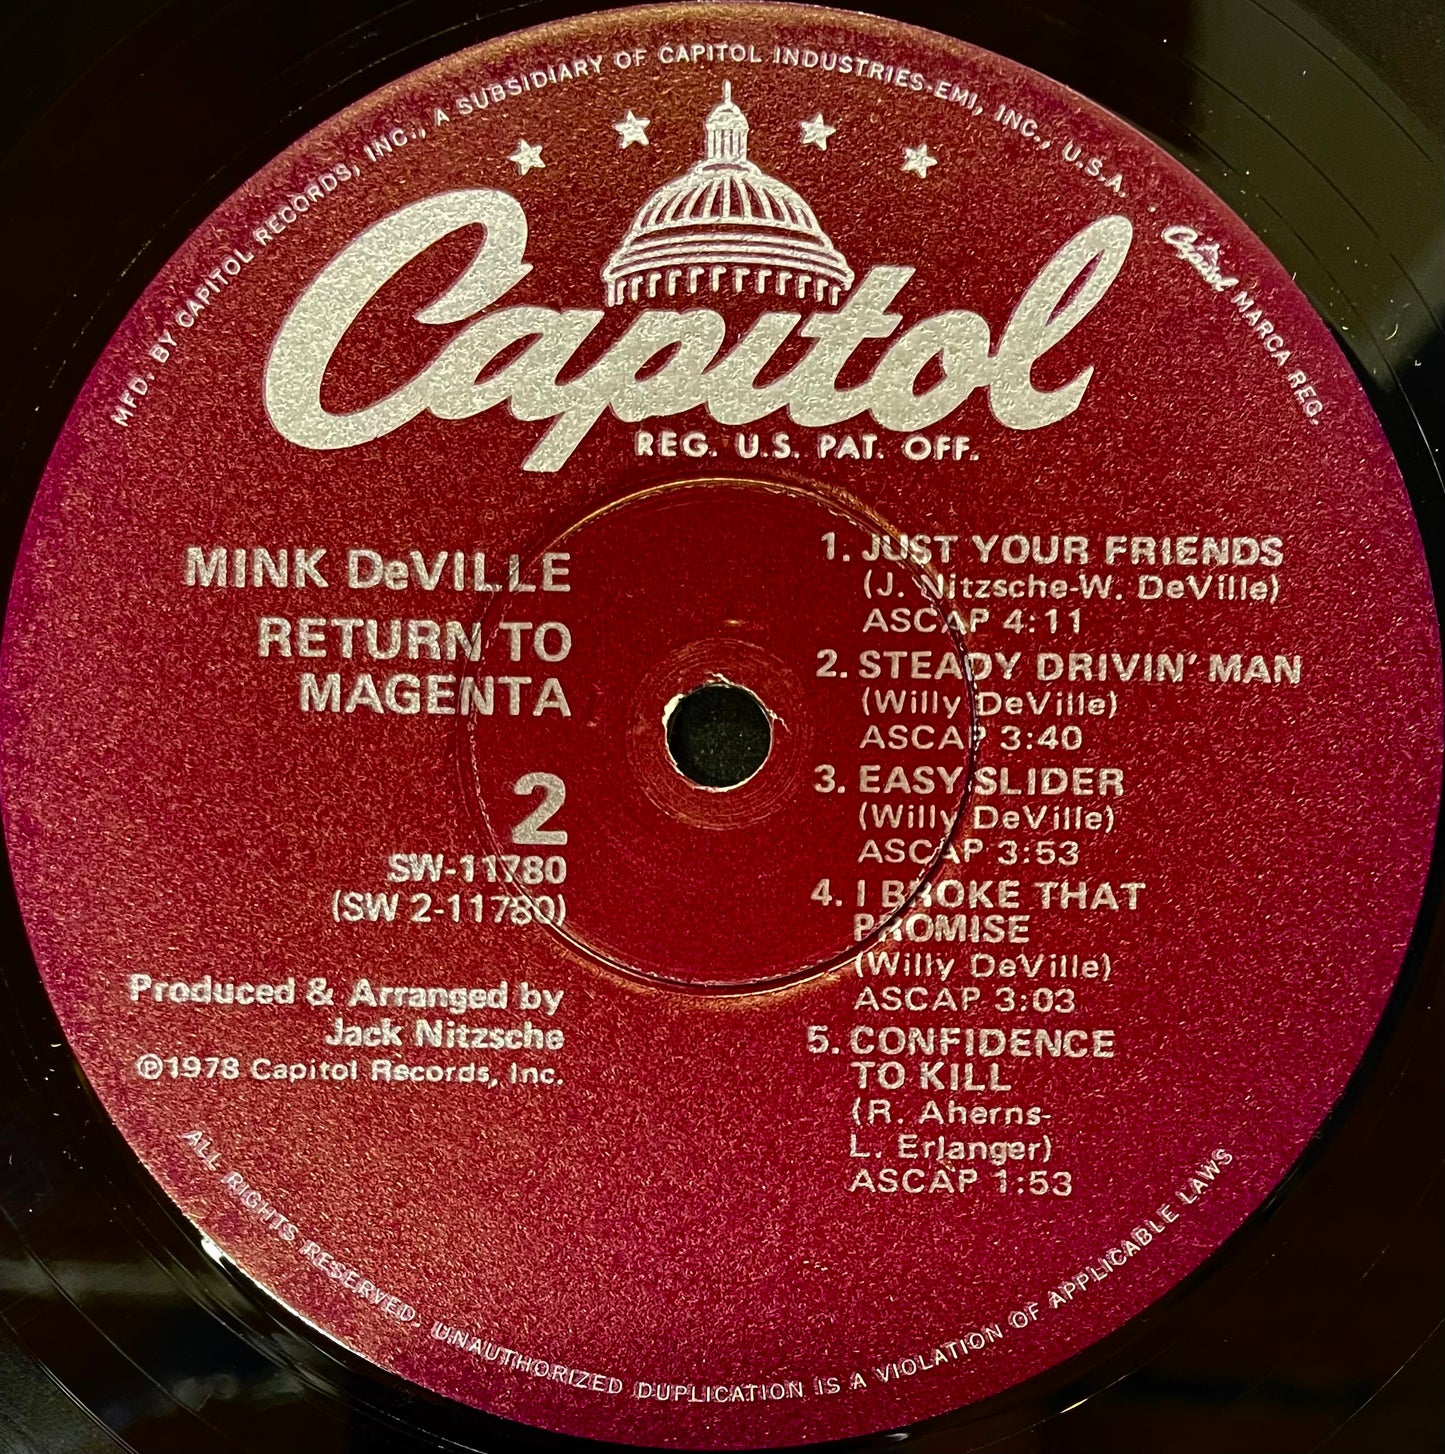 MFD. BY CAPITOL RECORDS, INC., A SUBSIDIARY OF CAPITOL INDUSTRIES-EMI, INC., U.S.A. . Capitol MARCA REG.
Capitol
REG. U.S. PAT. OFF.
MINK DeVILLE
RETURN TO
MAGENTA
2
SW-11780
(SW 2-11780)
Produced & Arranged by
Jack Nitzsche
Ⓟ1978 Capitol Records, Inc.
1. JUST YOUR FRIENDS
(J. Nitzsche-W. DeVille)
ASCAP 4:11
2. STEADY DRIVIN' MAN
(Willy DeVille)
ASCAP 3:40
3. EASY SLIDER
(Willy DeVille)
ASCAP 3:53
4. I BROKE THAT
PROMISE
(Willy DeVille)
ASCAP 3:03
5. CONFIDENCE
TO KILL
(R. Aherns-
L. Erlanger)
ASCAP 1:53
ALL RIGHTS RESERVED. UNAUTHORIZED DUPLICATION IS A VIOLATION OF APPLICABLE LAWS